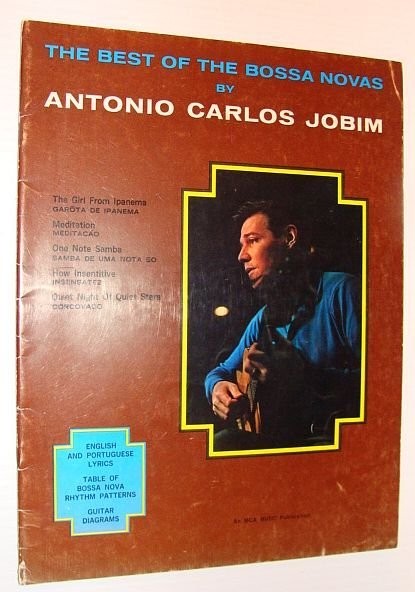 THE BEST OF THE BOSSA NOVAS
BY
ANTONIO CARLOS JOBIM
The Girl From Ipanema
GARÔTA DE IPANEMA
Meditation
MEDITACAO
One Note Samba
SAMBA DE UMA NOTA SO
How Insentitive
INSENSATEZ
Quiet Night Of Quiet Stars
CORCOVADO
ENGLISH
AND PORTUGUESE
LYRICS
TABLE OF
BOSSA NOVA
RHYTHM PATTERNS
GUITAR
DIAGRAMS
An MCA MUSIC Publication